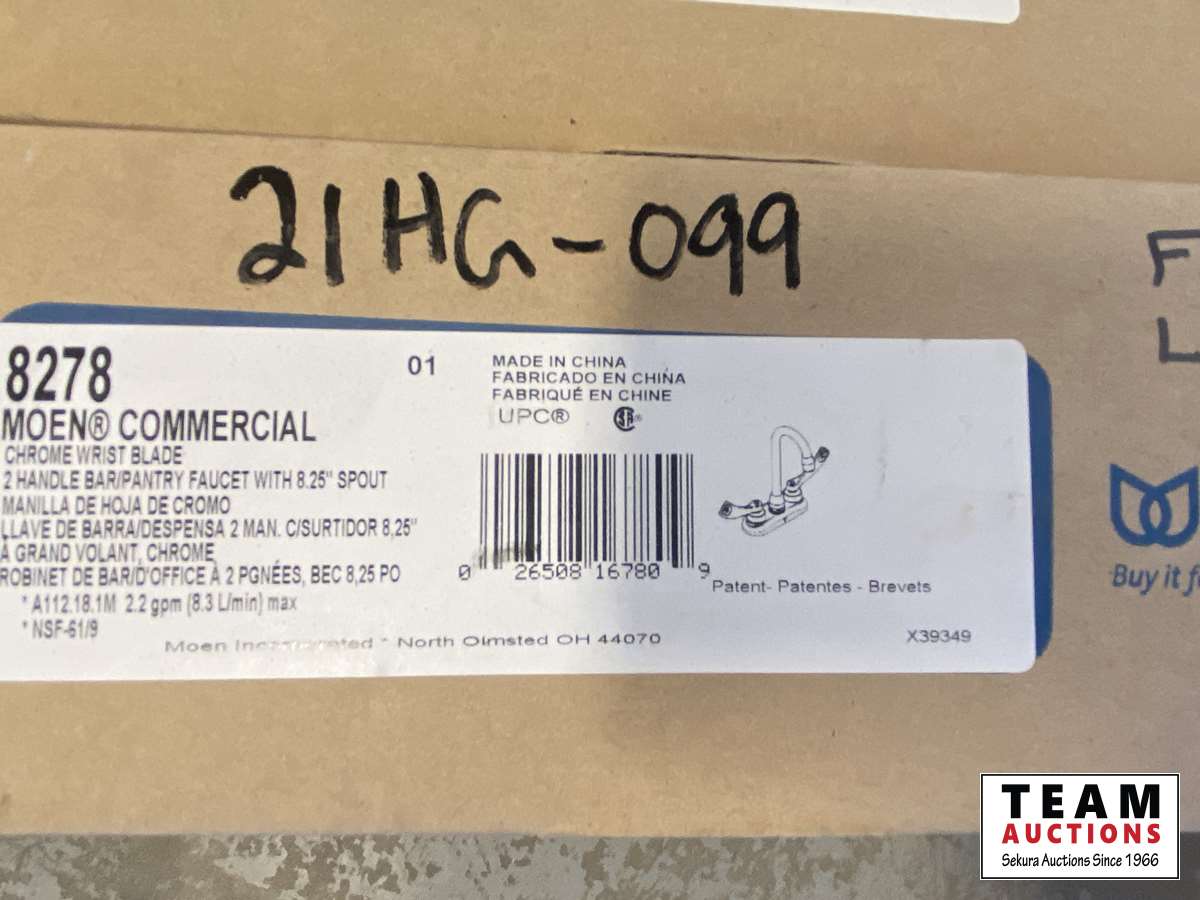 21HG-099
F
L
8278
01
MOEN® COMMERCIAL
CHROME WRIST BLADE
2 HANDLE BAR/PANTRY FAUCET WITH 8.25" SPOUT
MANILLA DE HOJA DE CROMO
LLAVE DE BARRA/DESPENSA 2 MAN. C/SURTIDOR 8,25"
À GRAND VOLANT, CHROME
ROBINET DE BAR/D'OFFICE À 2 PGNÉES, BEC 8,25 PO
*A112.18.1M 2.2 gpm (8.3 L/min) max
*NSF-61/9
MADE IN CHINA
FABRICADO EN CHINA
FABRIQUÉ EN CHINE
UPC®
0 26508 16780 9
Patent- Patentes - Brevets
Moen Incorporated * North Olmsted OH 44070
X39349
Buy it f
TEAM
AUCTIONS
Sekura Auctions Since 1966